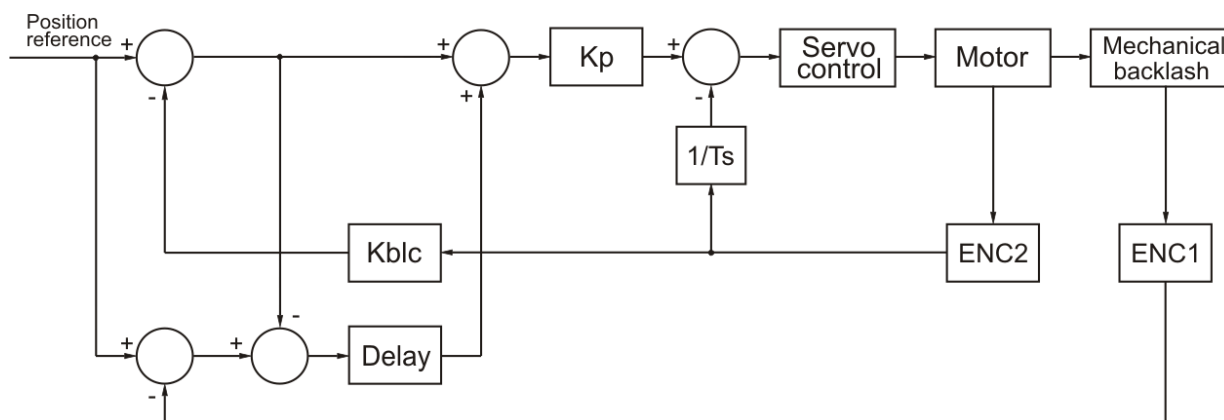 Position
reference
+
-
+
+
Kp
+
-
Servo
control
Motor
Mechanical
backlash
1/Ts
Kblc
ENC2
ENC1
+
-
+
-
Delay